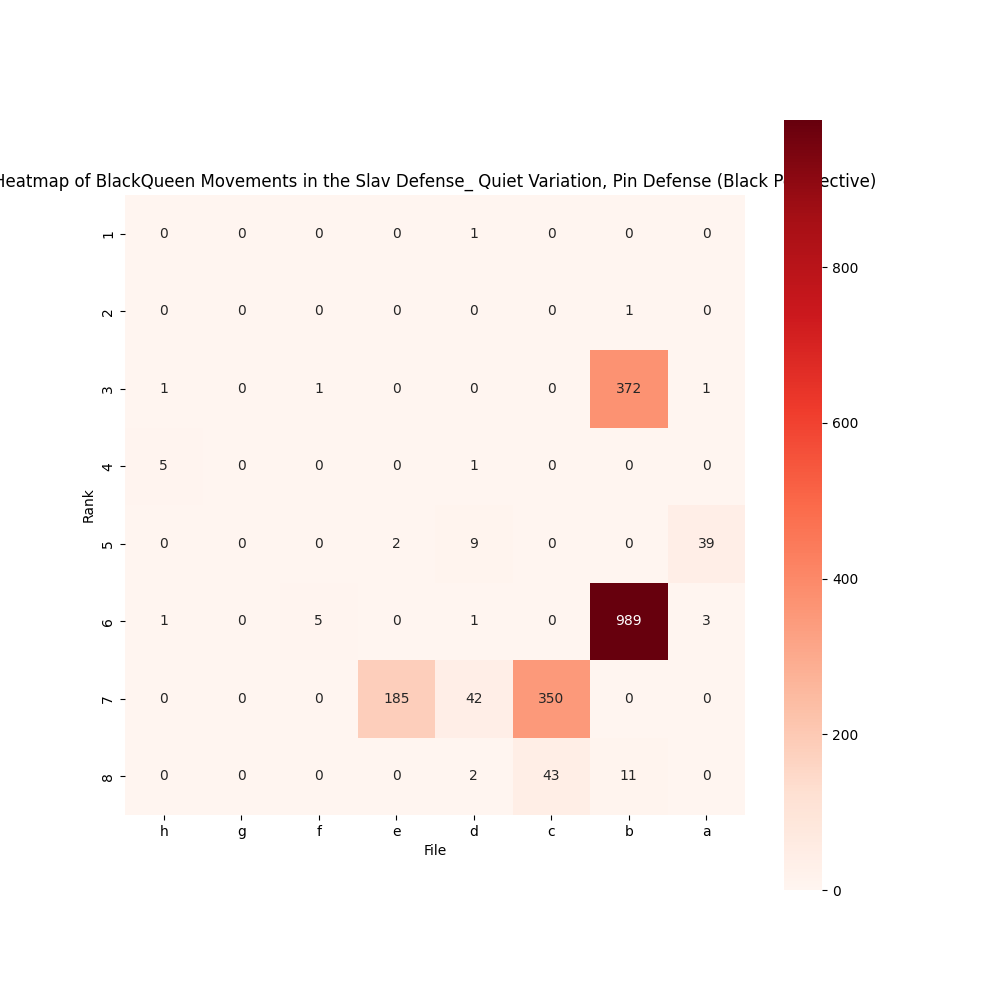 Heatmap of BlackQueen Movements in the Slav Defense_ Quiet Variation, Pin Defense (Black P ective)
1 0 0 0 0 1 0 0 0
2 0 0 0 0 0 0 1 0
3 1 0 1 0 0 0 372 1
4 5 0 0 0 1 0 0 0
5 0 0 0 2 9 0 0 39
6 1 0 5 0 1 0 989 3
7 0 0 0 185 42 350 0 0
8 0 0 0 0 2 43 11 0
h g f e d c b a
File
Rank
800
600
400
200
0